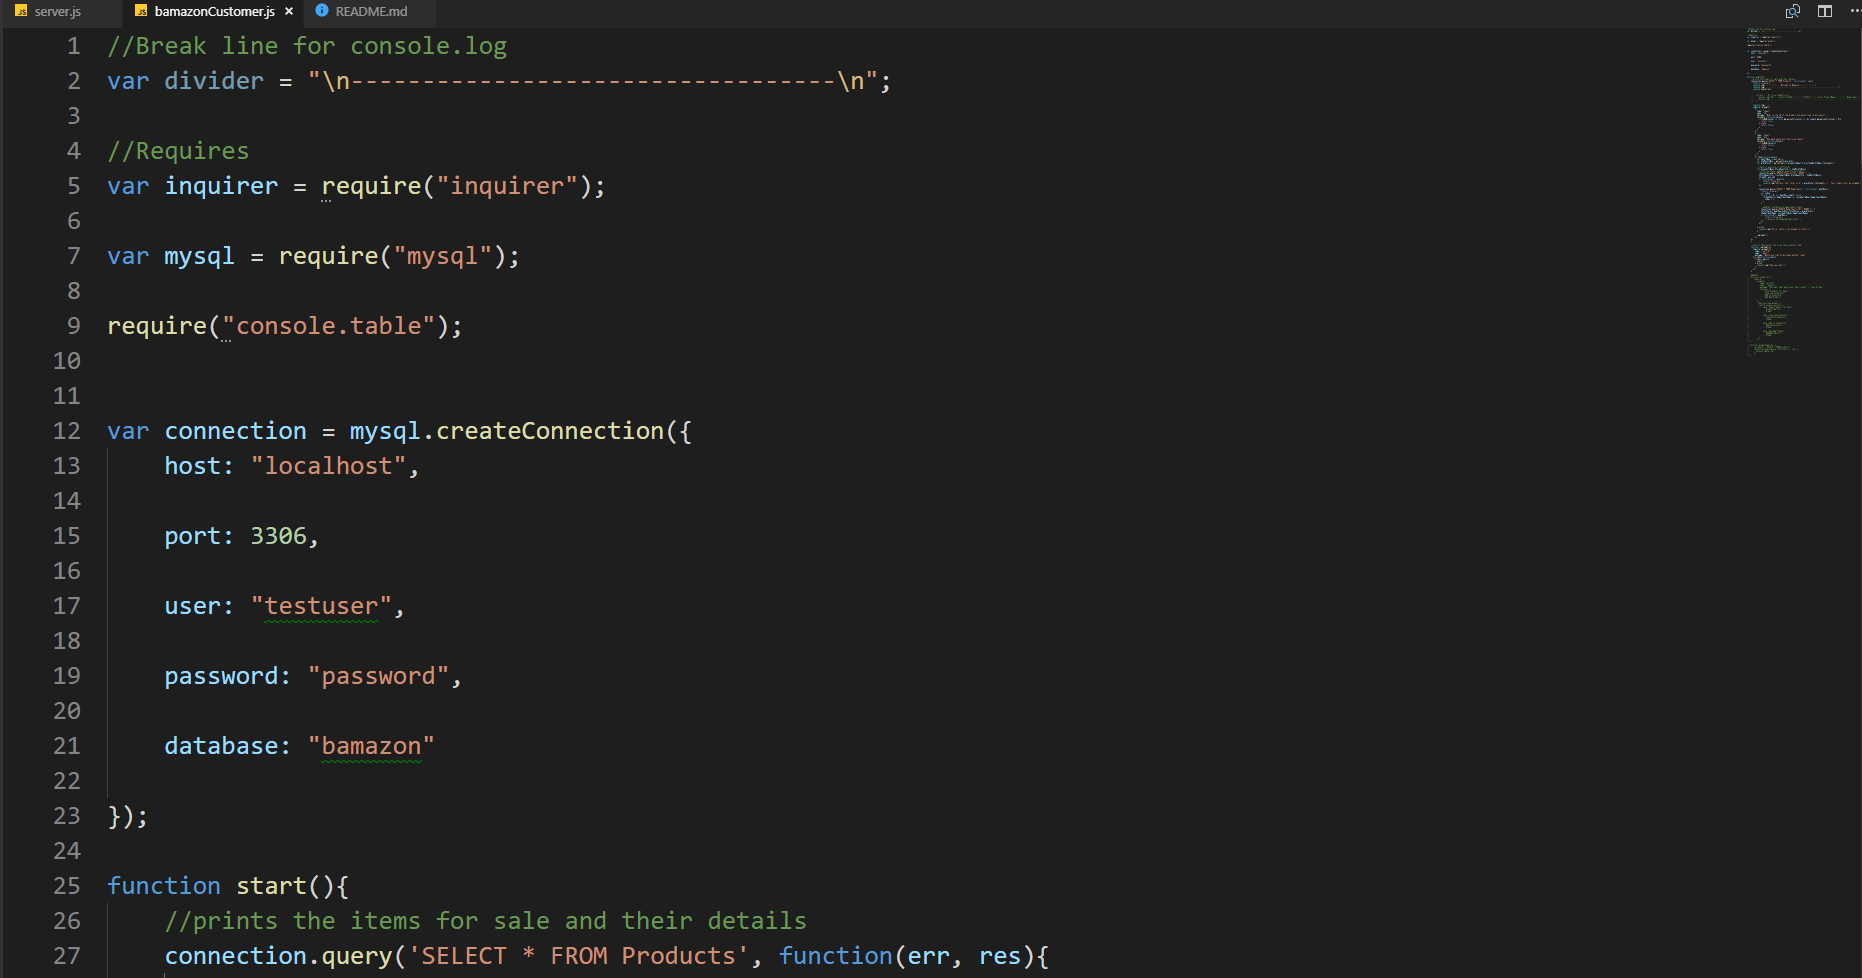 server.js bamazonCustomer.js × README.md
1 //Break line for console.log
2 var divider = "\n----------------------------------\n";
3
4 //Requires
5 var inquirer = require("inquirer");
6
7 var mysql = require("mysql");
8
9 require("console.table");
10
11
12 var connection = mysql.createConnection({
13 host: "localhost",
14
15 port: 3306,
16
17 user: "testuser",
18
19 password: "password",
20
21 database: "bamazon"
22
23 });
24
25 function start(){
26 //prints the items for sale and their details
27 connection.query('SELECT * FROM Products', function(err, res){